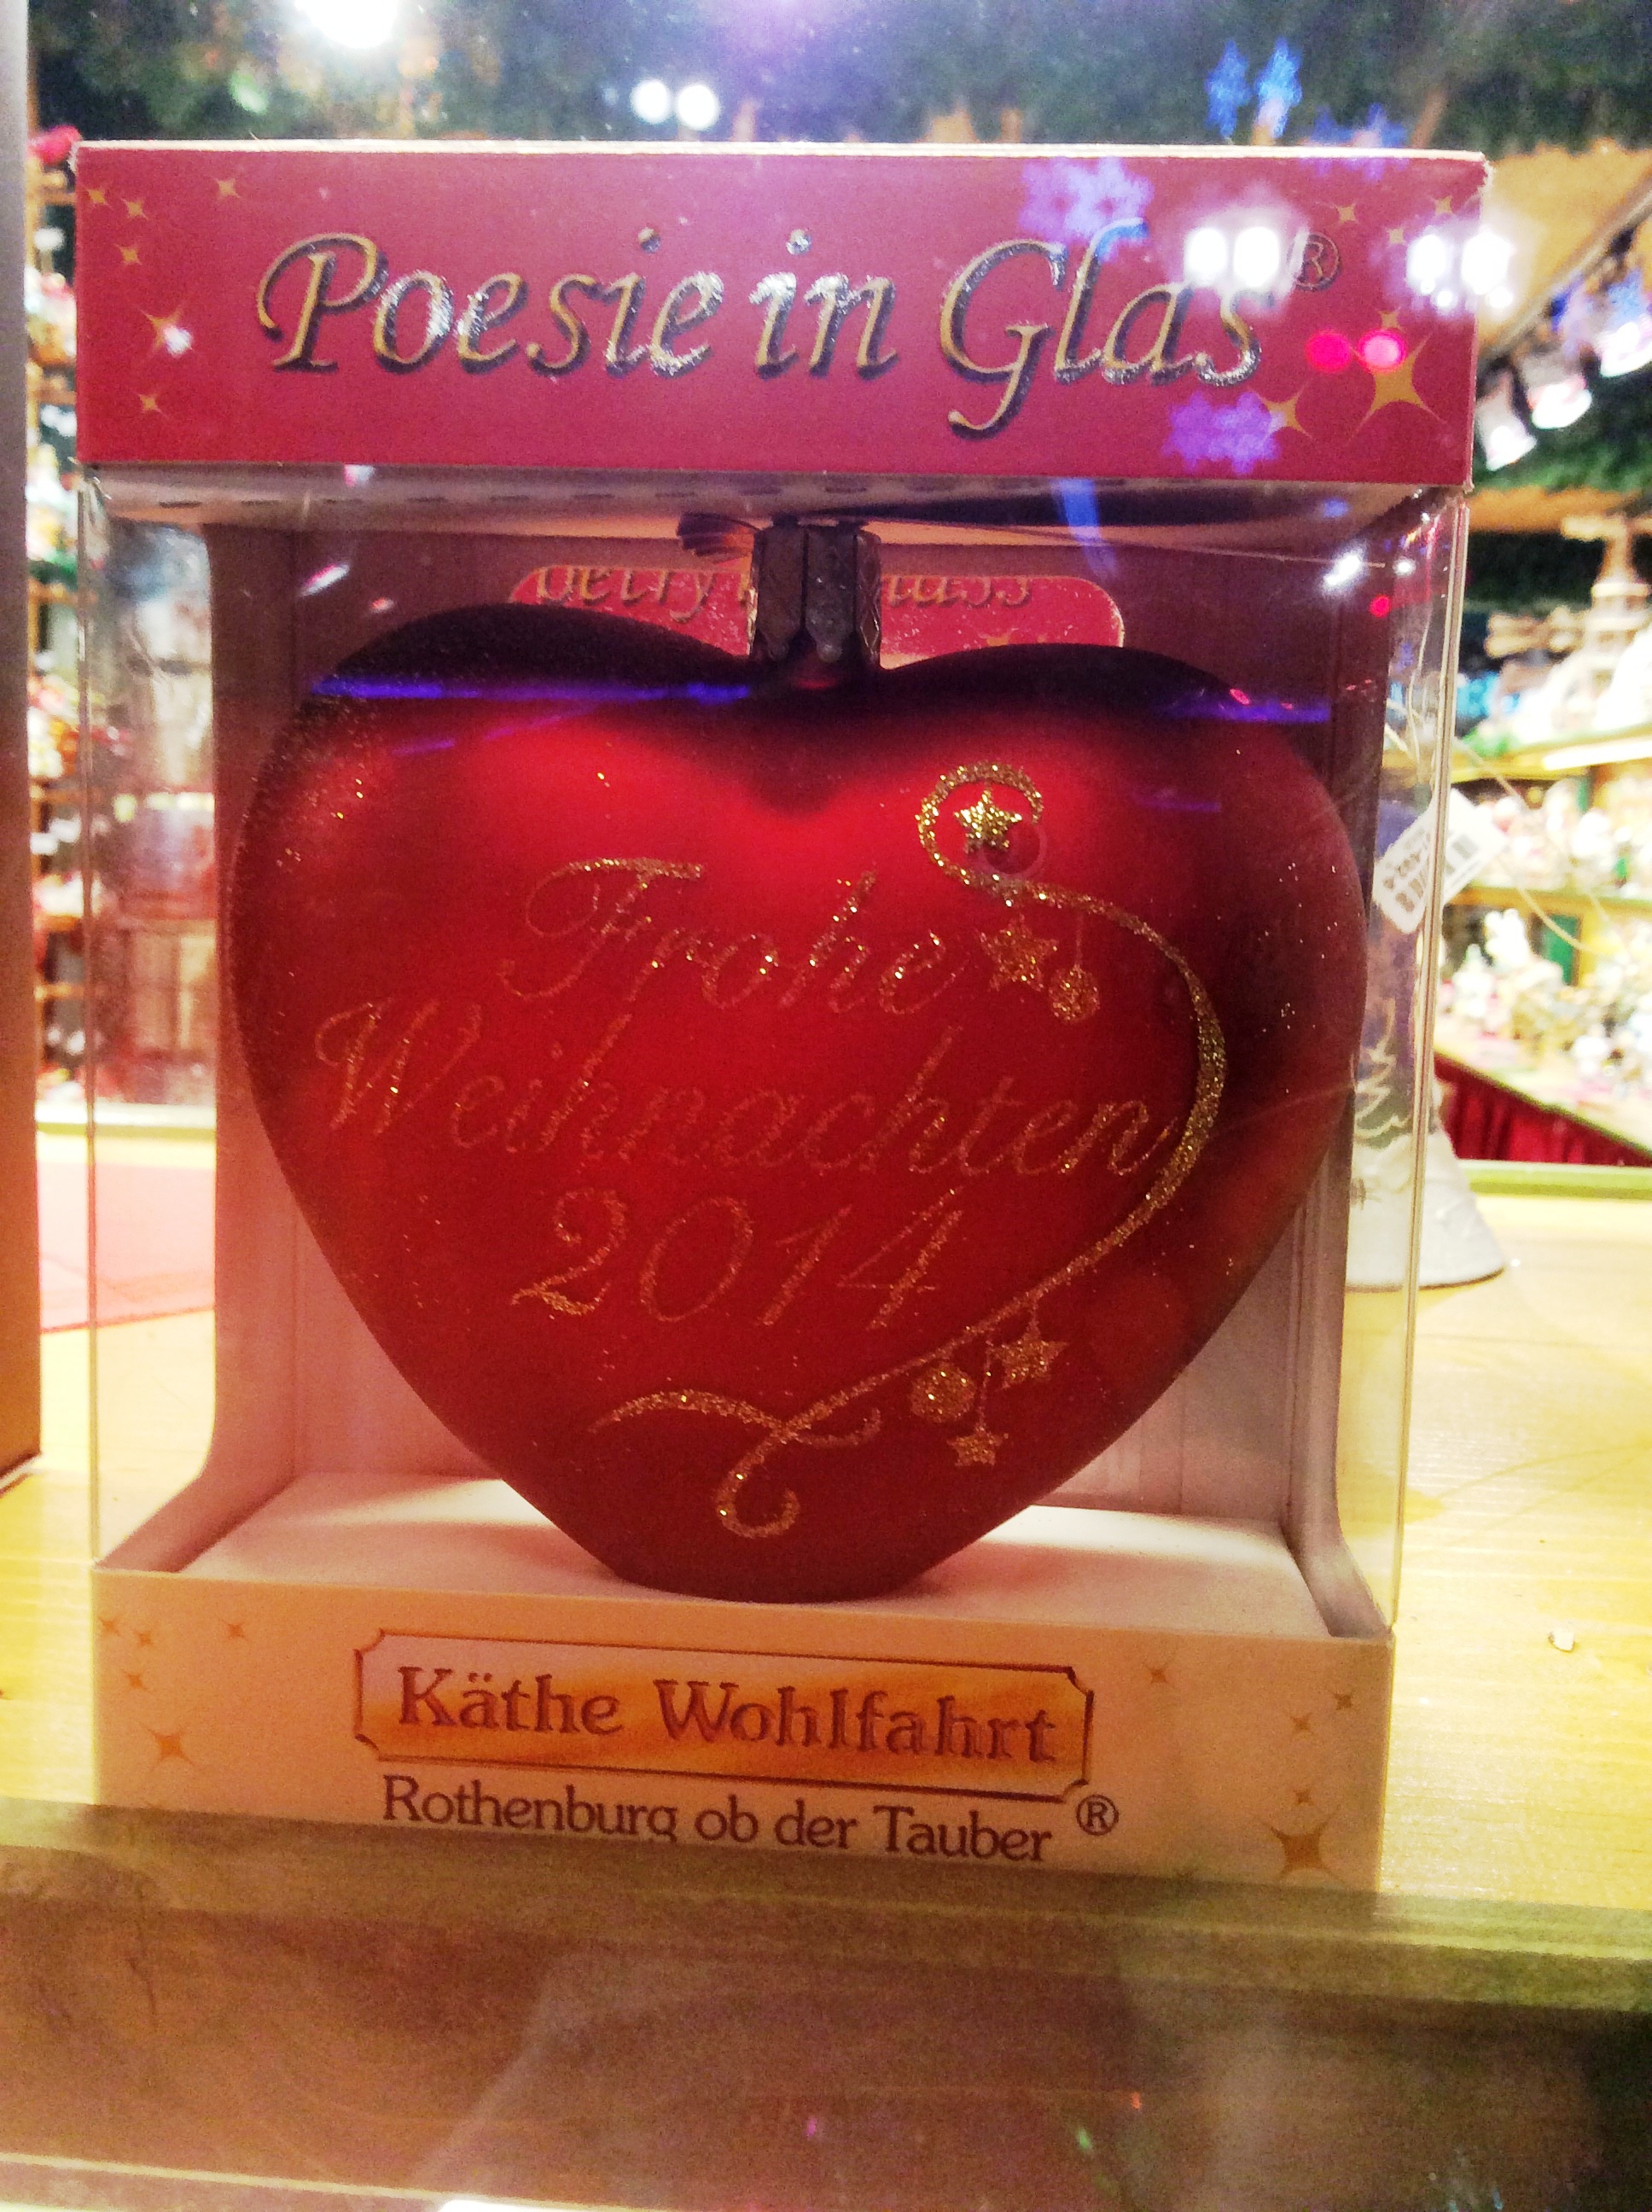 Poesie in Glas®
Frohe
Weihnachten
2014
Käthe Wohlfahrt
Rothenburg ob der Tauber ®